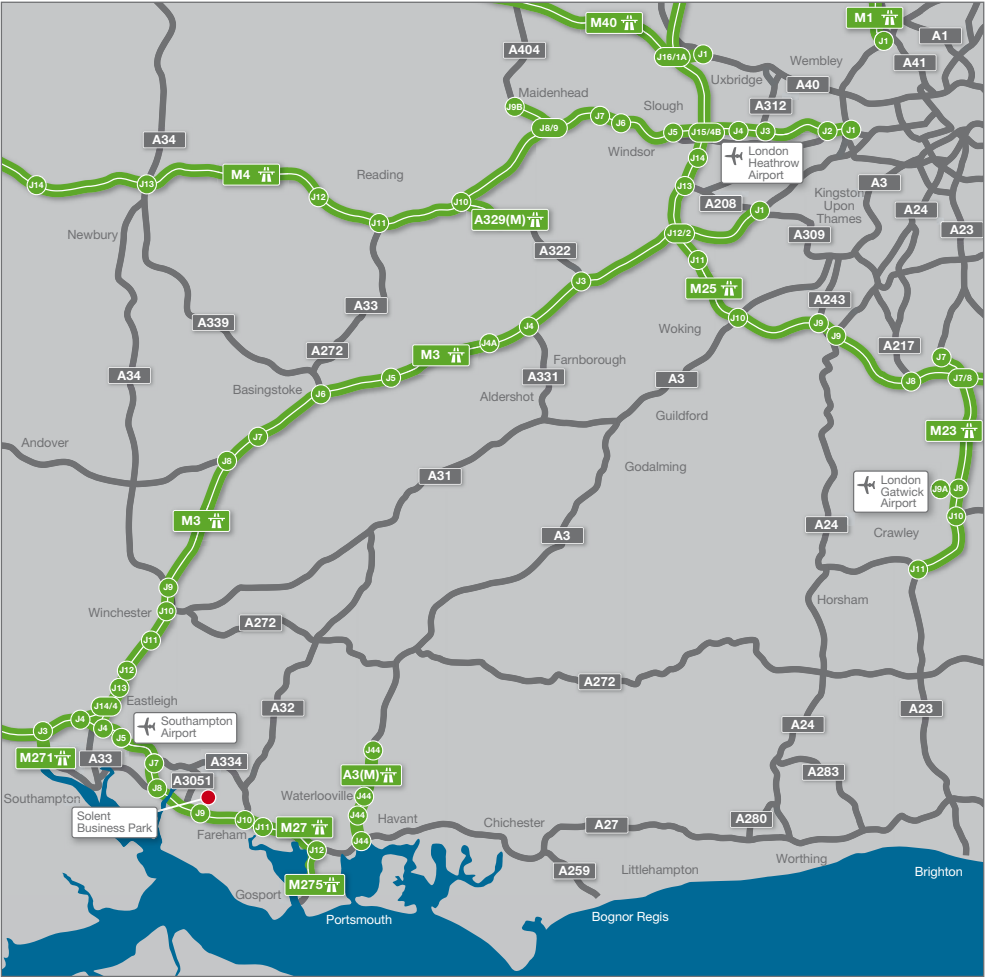 M40
M1
A1
J1
A404
J16/1A
J1
Wembley
A41
Uxbridge
A40
Maidenhead
J9B
Slough
A312
J7
J6
J8/9
J5
J15/4B
J4
J3
J2
J1
A34
Windsor
London
Heathrow
Airport
J14
J14
J13
M4
Reading
J12
J13
A3
Kingston
Upon
Thames
A208
J1
A24
J10
A329(M)
J11
A309
A23
Newbury
J12/2
A322
J11
J3
M25
A33
A243
A339
J4
Woking
J10
J9
J9
A272
M3
J4A
A217
J7
Farnborough
A34
J5
A331
A3
J8
J7/8
Basingstoke
J6
Aldershot
Guildford
M23
J7
Andover
J8
A31
Godalming
London
Gatwick
Airport
J9A
J9
M3
A24
J10
A3
Crawley
J11
J9
Horsham
Winchester
J10
A272
J11
J12
J13
A272
Eastleigh
J14/4
A32
A23
J4
J4
J3
J5
Southampton
Airport
A24
J44
M271
A33
J7
A334
A3(M)
A283
A3051
J8
Southampton
Waterlooville
J44
Solent
Business Park
J9
J10
J11
M27
J44
Havant
Chichester
A27
A280
Fareham
J44
J12
Worthing
A259
Littlehampton
Brighton
M275
Gosport
Portsmouth
Bognor Regis